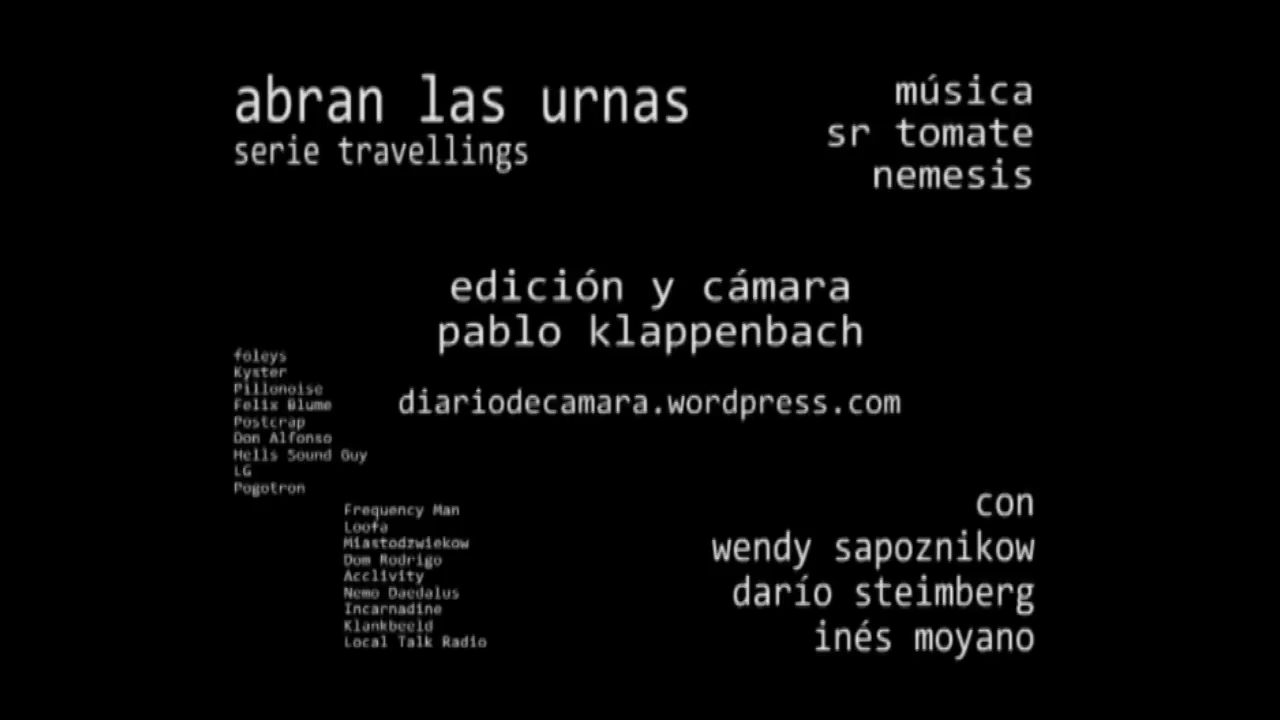 abran las urnas
serie travellings
música
sr tomate
nemesis
edición y cámara
pablo klappenbach
diariodecamara.wordpress.com
foleys
Kyster
Pillonoise
Felix Blume
Postcrap
Don Alfonso
Hells Sound Guy
LG
Pogotron
Frequency Man
Loofa
Miastodzwiekow
Dom Rodrigo
Acclivity
Nemo Daedalus
Incarnadine
Klankbeeld
Local Talk Radio
con
wendy sapoznikow
darío steimberg
inés moyano